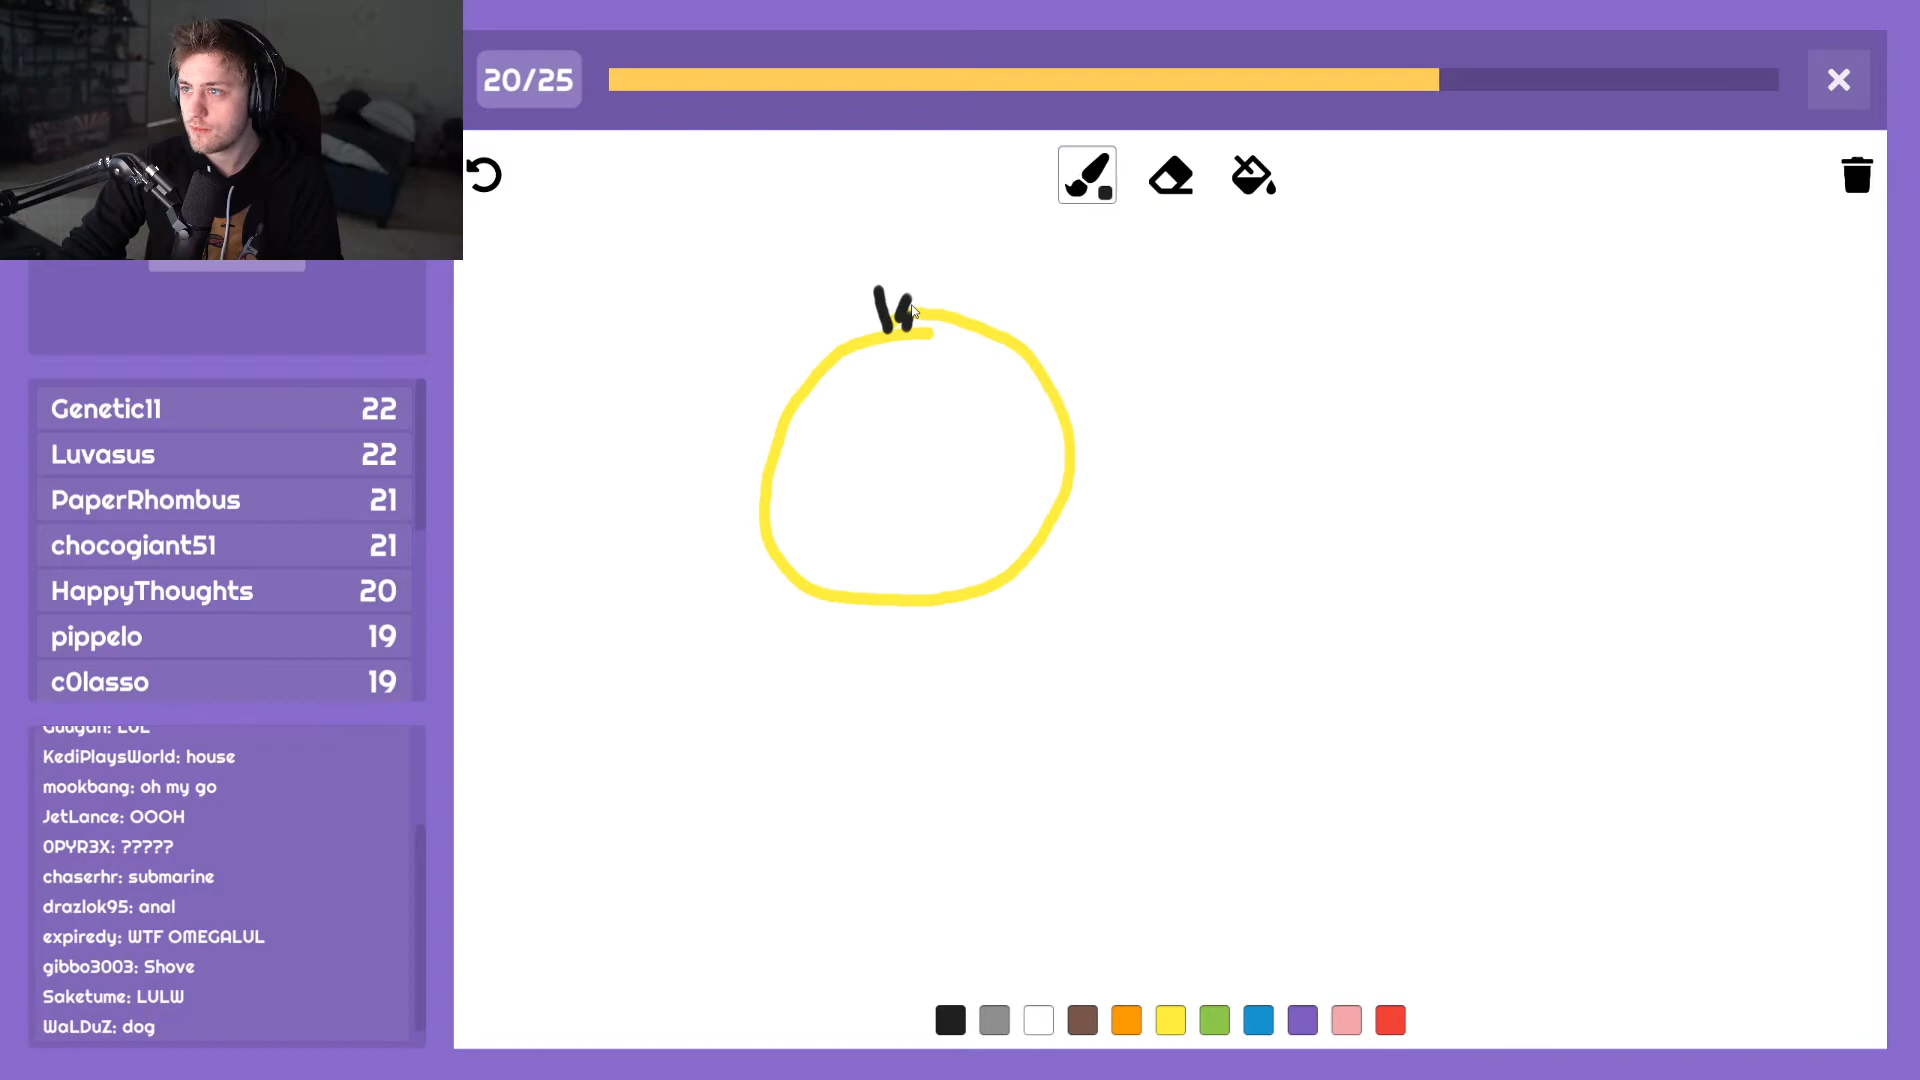 20/25
Genetic11 22
Luvasus 22
PaperRhombus 21
chocogiant51 21
HappyThoughts 20
pippelo 19
c0lasso 19
KediPlaysWorld: house
mookbang: oh my go
JetLance: OOOH
0PYR3X: ?????
chaserhr: submarine
drazlok95: anal
expiredy: WTF OMEGALUL
gibbo3003: Shove
Saketume: LULW
WaLDuZ: dog